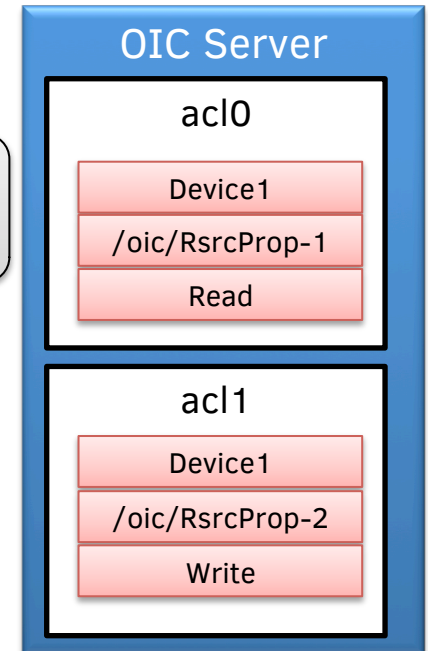 OIC Server
acl0
Device1
/oic/RsrcProp-1
Read
acl1
Device1
/oic/RsrcProp-2
Write